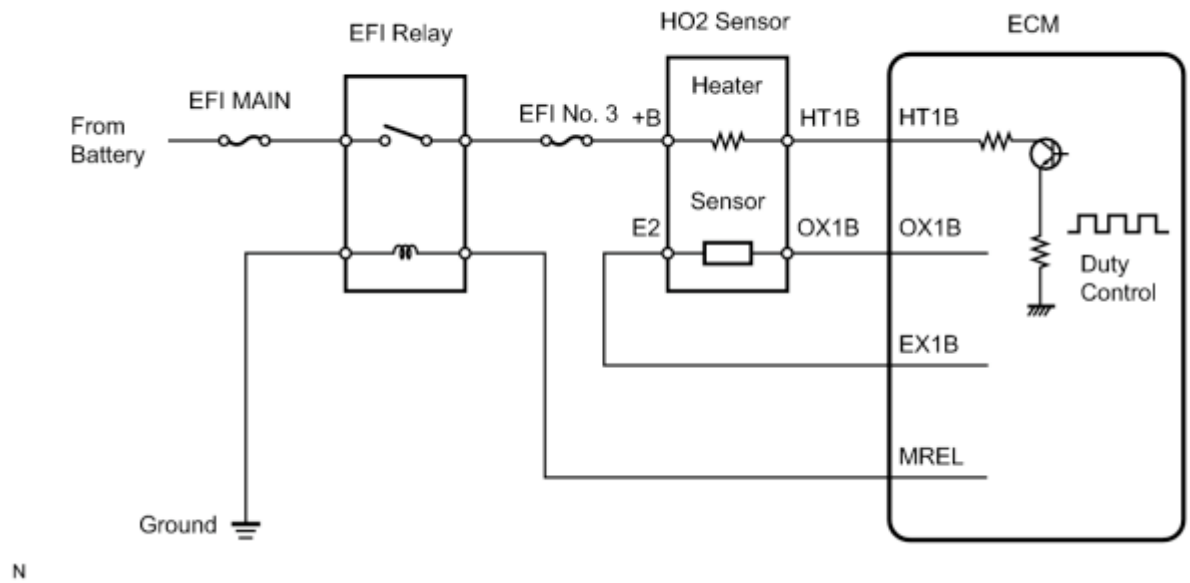 HO2 Sensor
ECM
EFI Relay
Heater
EFI MAIN
EFI No. 3
+B
HT1B
HT1B
From
Battery
Sensor
E2
OX1B
OX1B
Duty
Control
EX1B
MREL
Ground
N